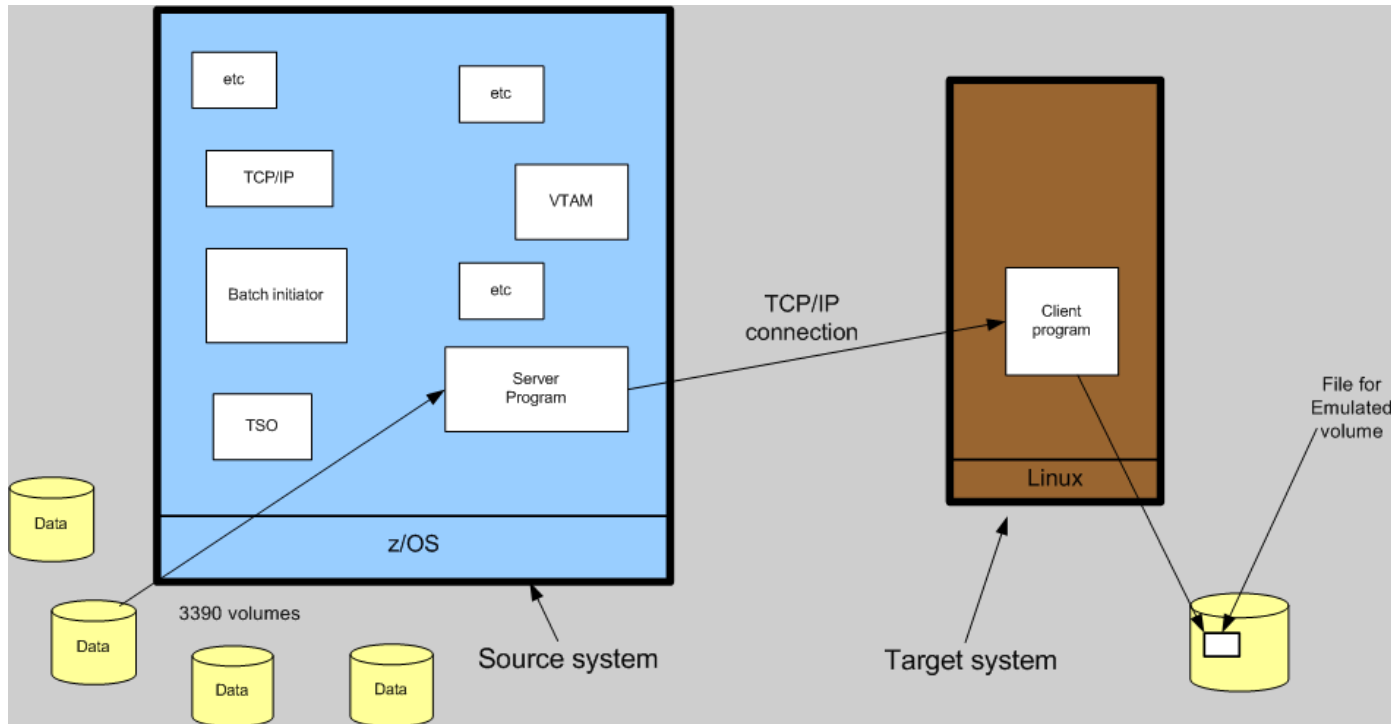 etc
etc
TCP/IP
VTAM
Batch initiator
etc
TCP/IP
connection
Client
program
Server
Program
File for
Emulated
volume
TSO
Linux
Data
z/OS
3390 volumes
Data
Source system
Target system
Data
Data